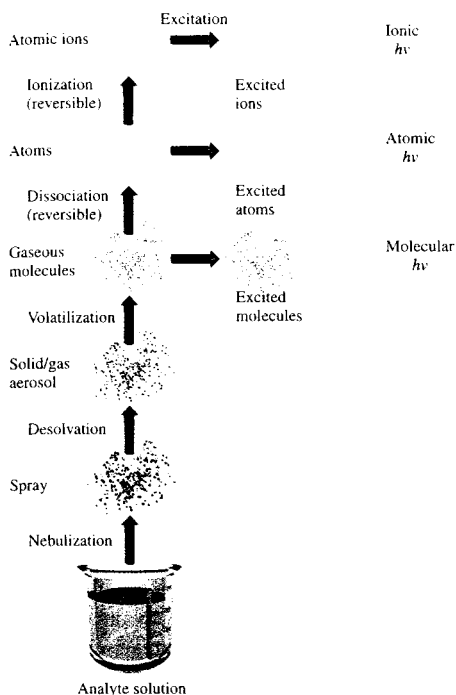 Excitation
Atomic ions
Ionic
hν
Ionization
(reversible)
Excited
ions
Atoms
Atomic
hν
Dissociation
(reversible)
Excited
atoms
Gaseous
molecules
Molecular
hν
Excited
molecules
Volatilization
Solid/gas
aerosol
Desolvation
Spray
Nebulization
Analyte solution